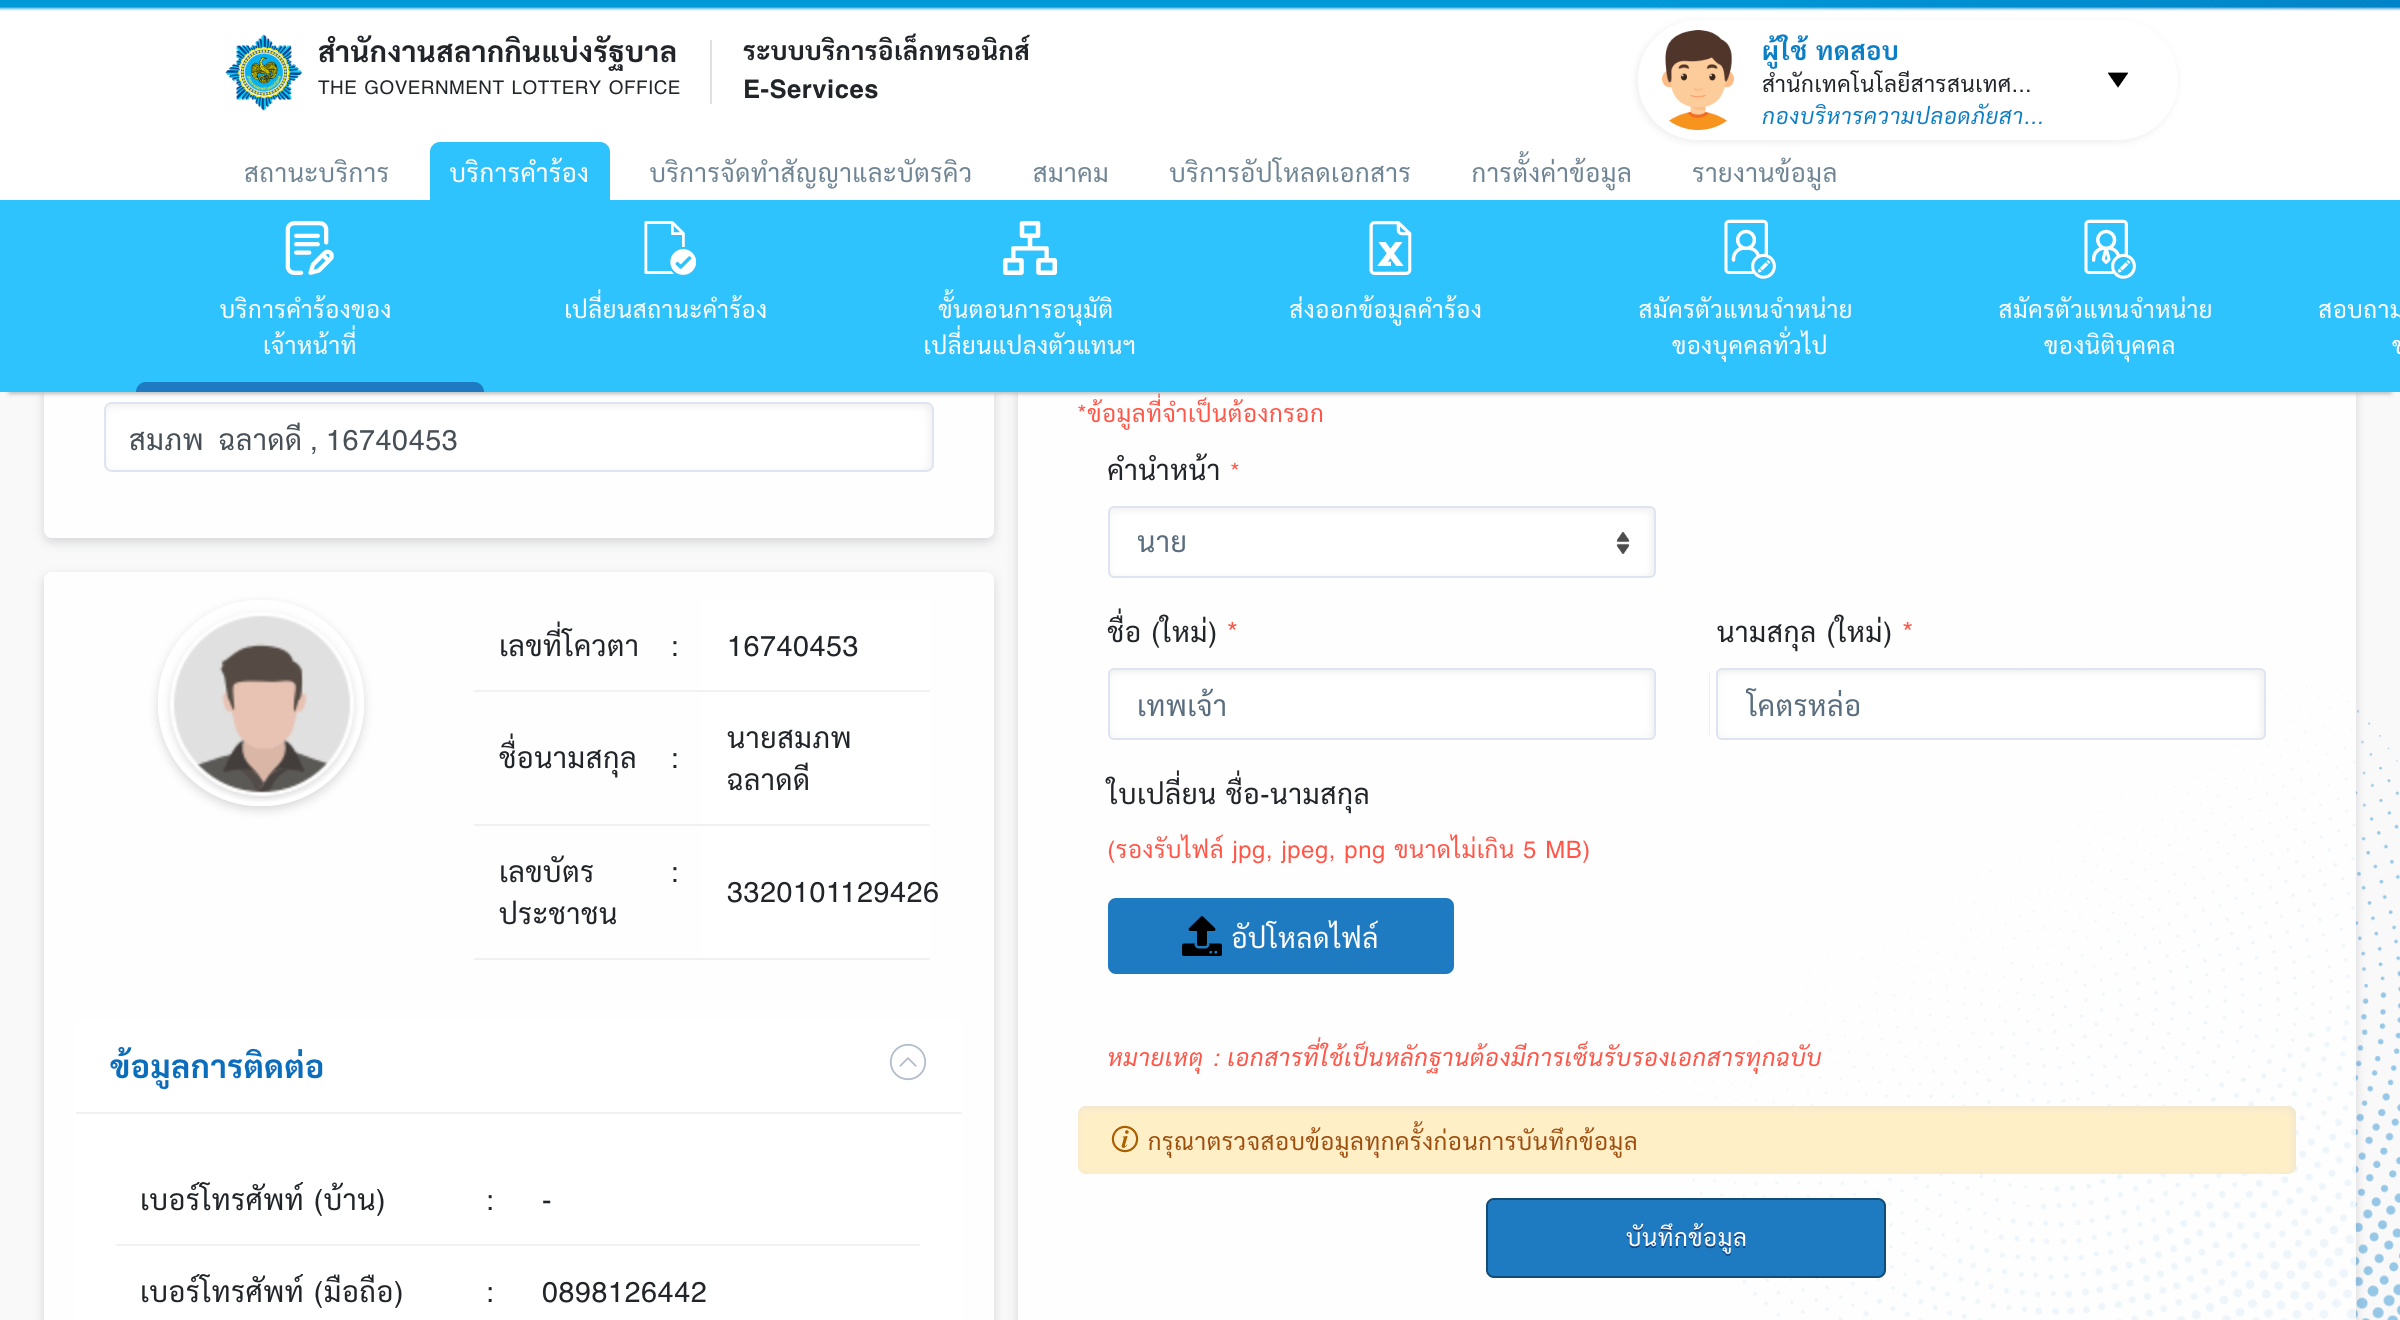 สำนักงานสลากกินแบ่งรัฐบาล
THE GOVERNMENT LOTTERY OFFICE
ระบบบริการอิเล็กทรอนิกส์
E-Services
ผู้ใช้ ทดสอบ
สำนักเทคโนโลยีสารสนเทศ...
กองบริหารความปลอดภัยสา...
สถานะบริการ
บริการคำร้อง
บริการจัดทำสัญญาและบัตรคิว
สมาคม
บริการอัปโหลดเอกสาร
การตั้งค่าข้อมูล
รายงานข้อมูล
บริการคำร้องของ
เจ้าหน้าที่
เปลี่ยนสถานะคำร้อง
ขั้นตอนการอนุมัติ
เปลี่ยนแปลงตัวแทนฯ
ส่งออกข้อมูลคำร้อง
สมัครตัวแทนจำหน่าย
ของบุคคลทั่วไป
สมัครตัวแทนจำหน่าย
ของนิติบุคคล
สอบถาม
สมภพ ฉลาดดี , 16740453
เลขที่โควตา : 16740453
ชื่อนามสกุล : นายสมภพ
ฉลาดดี
เลขบัตร
ประชาชน : 3320101129426
ข้อมูลการติดต่อ
เบอร์โทรศัพท์ (บ้าน) : -
เบอร์โทรศัพท์ (มือถือ) : 0898126442
*ข้อมูลที่จำเป็นต้องกรอก
คำนำหน้า *
นาย
ชื่อ (ใหม่) *
นามสกุล (ใหม่) *
เทพเจ้า
โคตรหล่อ
ใบเปลี่ยน ชื่อ-นามสกุล
(รองรับไฟล์ jpg, jpeg, png ขนาดไม่เกิน 5 MB)
อัปโหลดไฟล์
หมายเหตุ : เอกสารที่ใช้เป็นหลักฐานต้องมีการเซ็นรับรองเอกสารทุกฉบับ
กรุณาตรวจสอบข้อมูลทุกครั้งก่อนการบันทึกข้อมูล
บันทึกข้อมูล